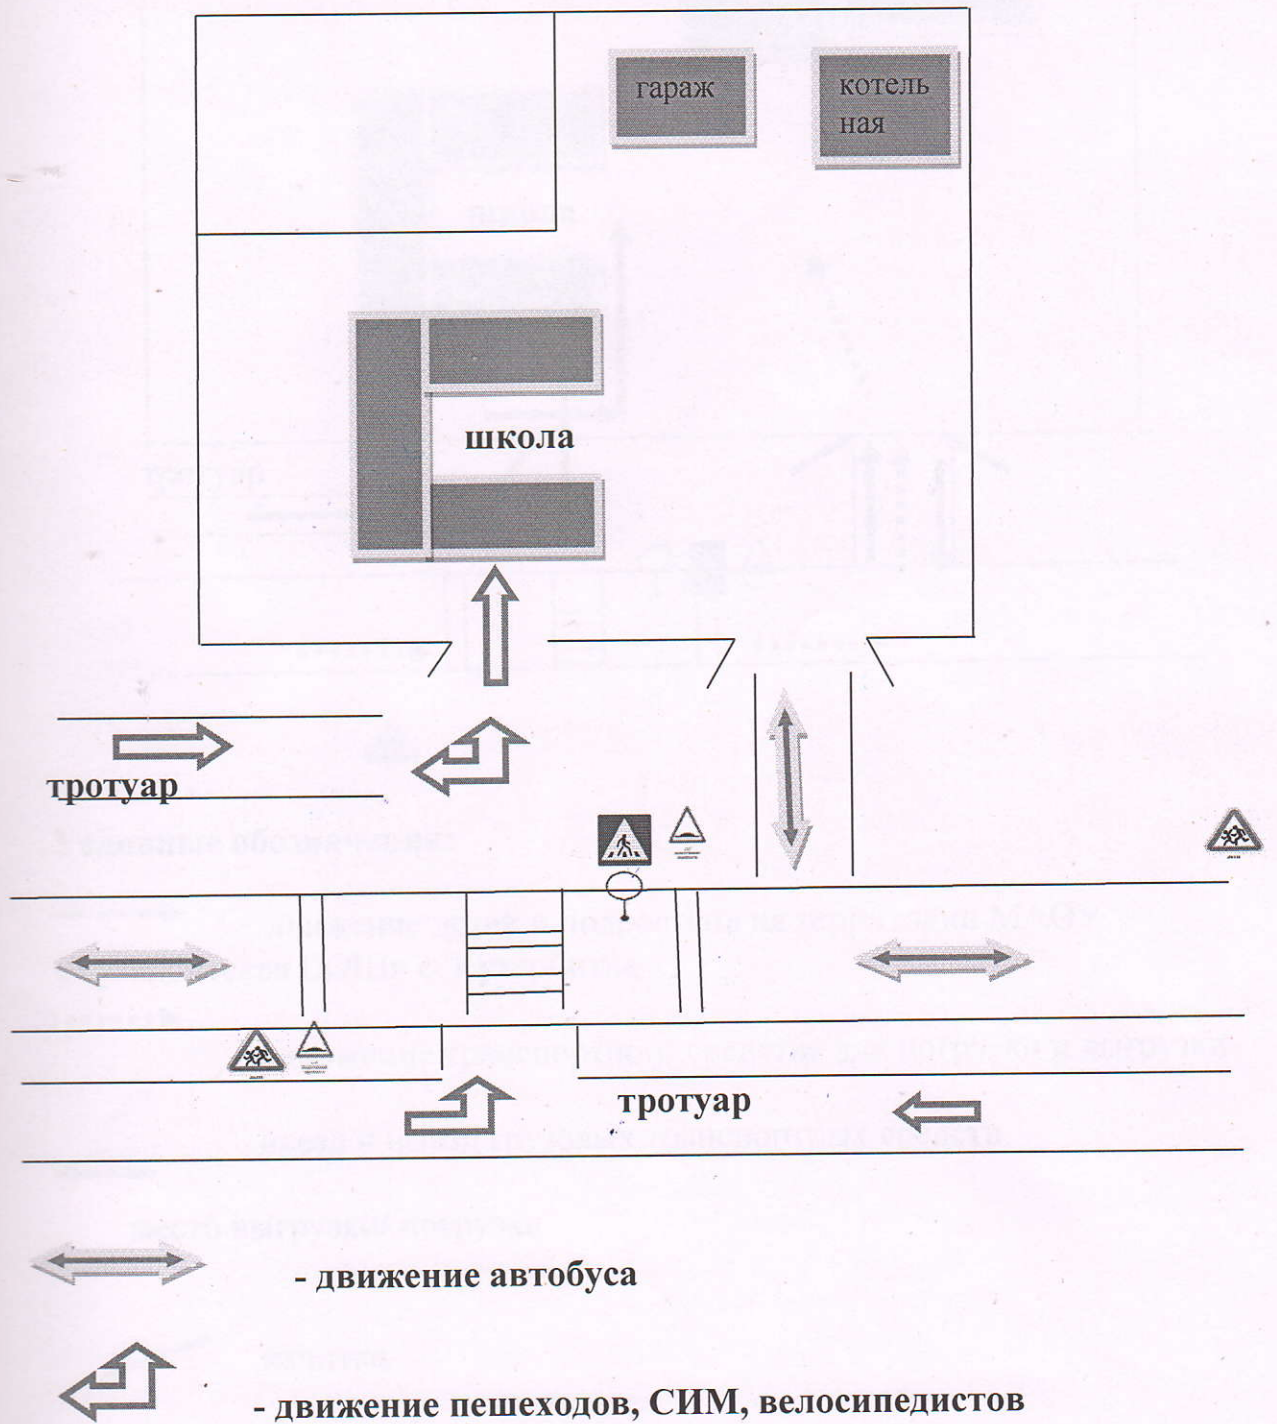 гараж
котель
ная
школа
тротуар
тротуар
- движение автобуса
- движение пешеходов, СИМ, велосипедистов